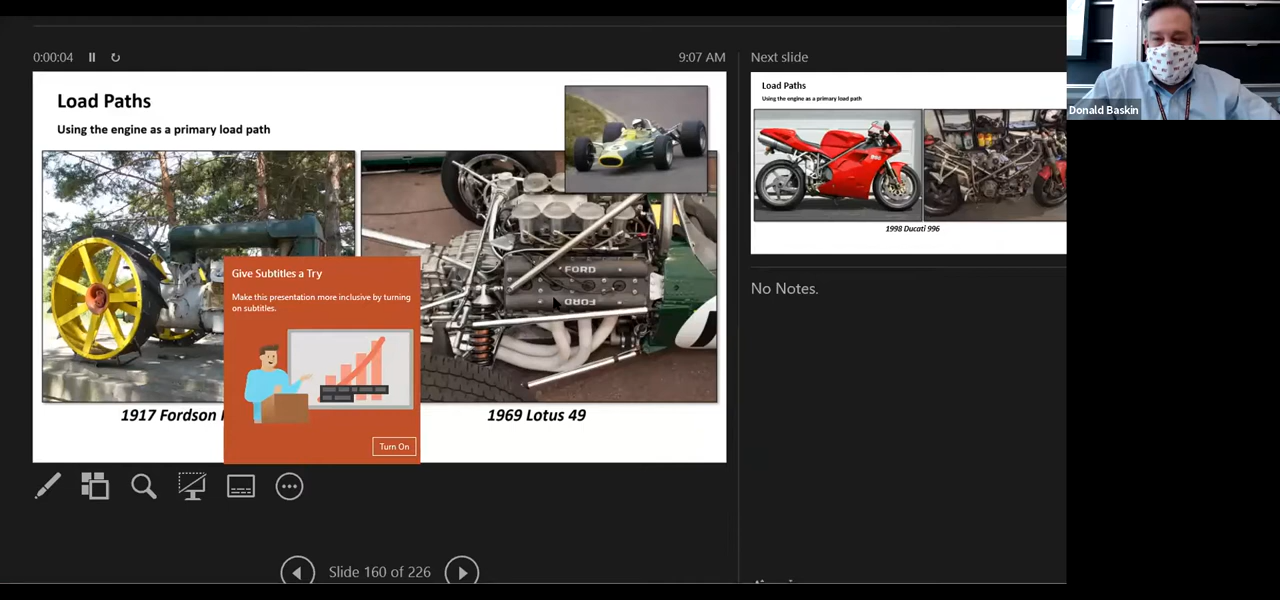 0:00:04
9:07 AM
Next slide
Load Paths
Using the engine as a primary load path
FORD
FORD
Give Subtitles a Try
Make this presentation more inclusive by turning
on subtitles.
Turn On
1917 Fordson
1969 Lotus 49
Slide 160 of 226
Load Paths
Using the engine as a primary load path
1998 Ducati 996
No Notes.
Donald Baskin